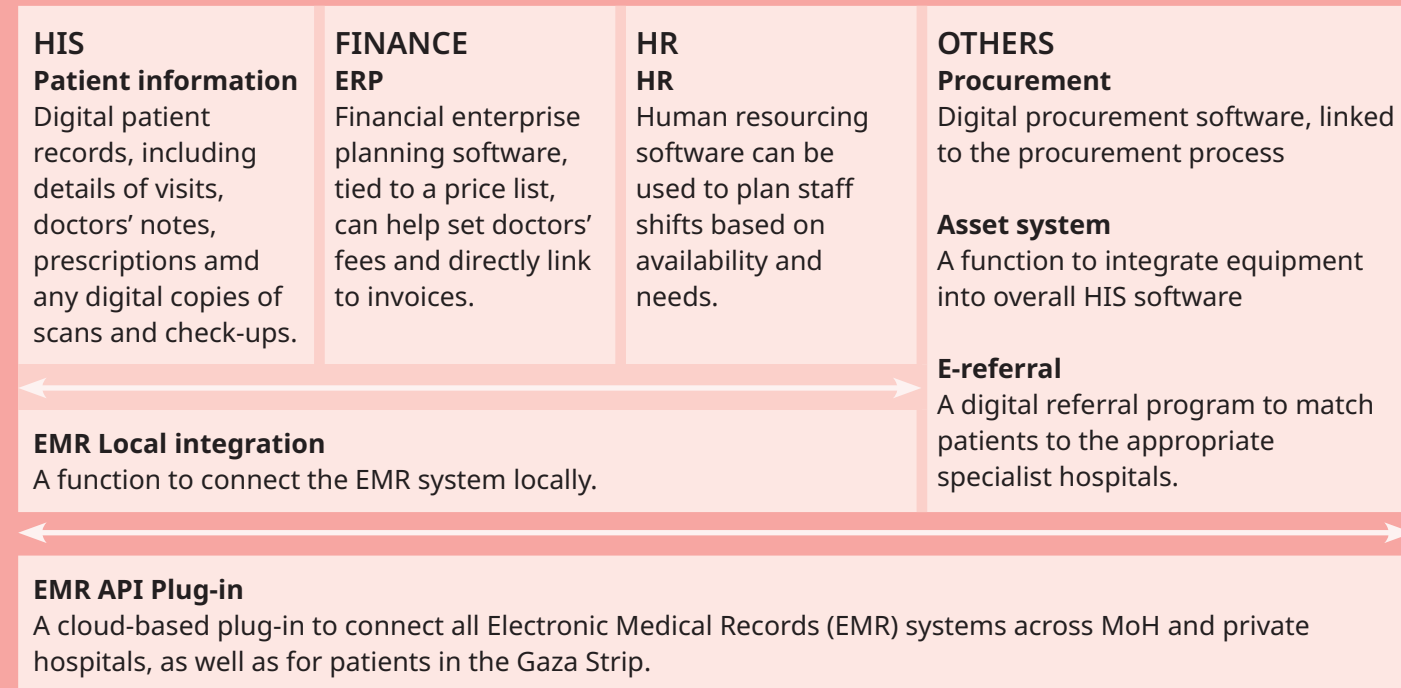 HIS
Patient information
Digital patient
records, including
details of visits,
doctors’ notes,
prescriptions amd
any digital copies of
scans and check-ups.
FINANCE
ERP
Financial enterprise
planning software,
tied to a price list,
can help set doctors’
fees and directly link
to invoices.
HR
HR
Human resourcing
software can be
used to plan staff
shifts based on
availability and
needs.
OTHERS
Procurement
Digital procurement software, linked
to the procurement process
Asset system
A function to integrate equipment
into overall HIS software
E-referral
A digital referral program to match
patients to the appropriate
specialist hospitals.
EMR Local integration
A function to connect the EMR system locally.
EMR API Plug-in
A cloud-based plug-in to connect all Electronic Medical Records (EMR) systems across MoH and private
hospitals, as well as for patients in the Gaza Strip.